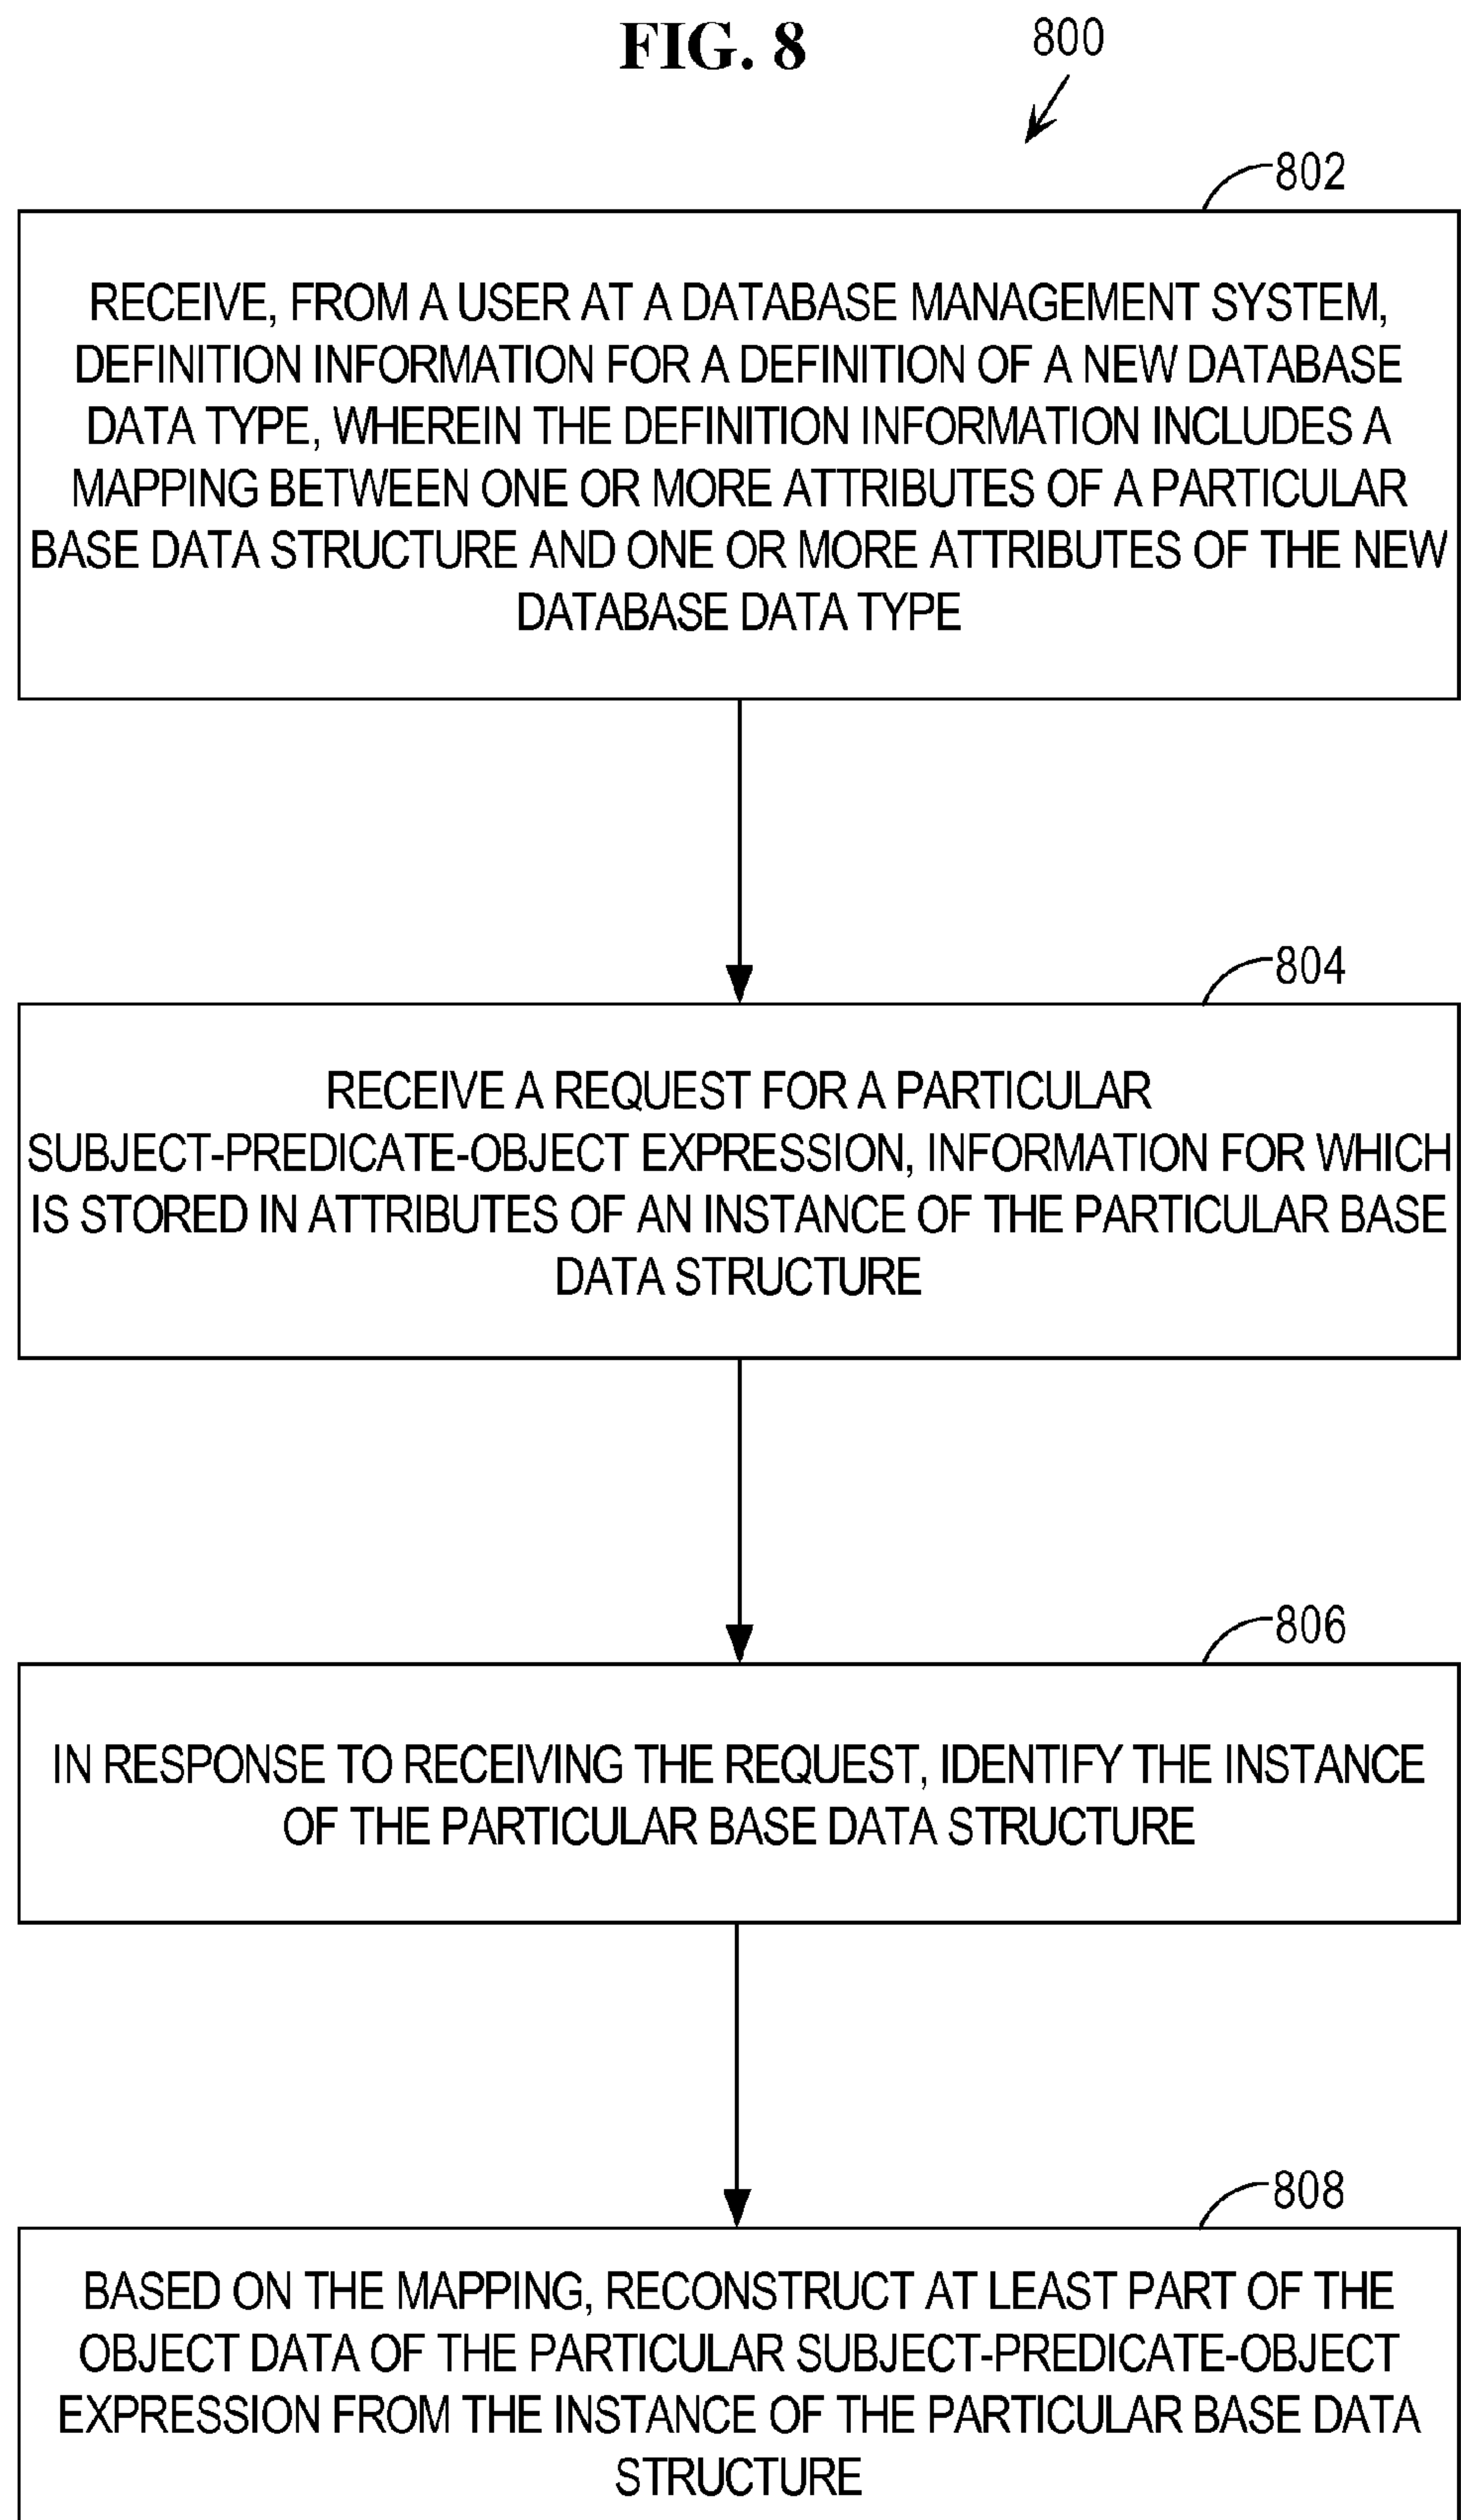 FIG. 8
800
802
RECEIVE, FROM A USER AT A DATABASE MANAGEMENT SYSTEM,
DEFINITION INFORMATION FOR A DEFINITION OF A NEW DATABASE
DATA TYPE, WHEREIN THE DEFINITION INFORMATION INCLUDES A
MAPPING BETWEEN ONE OR MORE ATTRIBUTES OF A PARTICULAR
BASE DATA STRUCTURE AND ONE OR MORE ATTRIBUTES OF THE NEW
DATABASE DATA TYPE
804
RECEIVE A REQUEST FOR A PARTICULAR
SUBJECT-PREDICATE-OBJECT EXPRESSION, INFORMATION FOR WHICH
IS STORED IN ATTRIBUTES OF AN INSTANCE OF THE PARTICULAR BASE
DATA STRUCTURE
806
IN RESPONSE TO RECEIVING THE REQUEST, IDENTIFY THE INSTANCE
OF THE PARTICULAR BASE DATA STRUCTURE
808
BASED ON THE MAPPING, RECONSTRUCT AT LEAST PART OF THE
OBJECT DATA OF THE PARTICULAR SUBJECT-PREDICATE-OBJECT
EXPRESSION FROM THE INSTANCE OF THE PARTICULAR BASE DATA
STRUCTURE